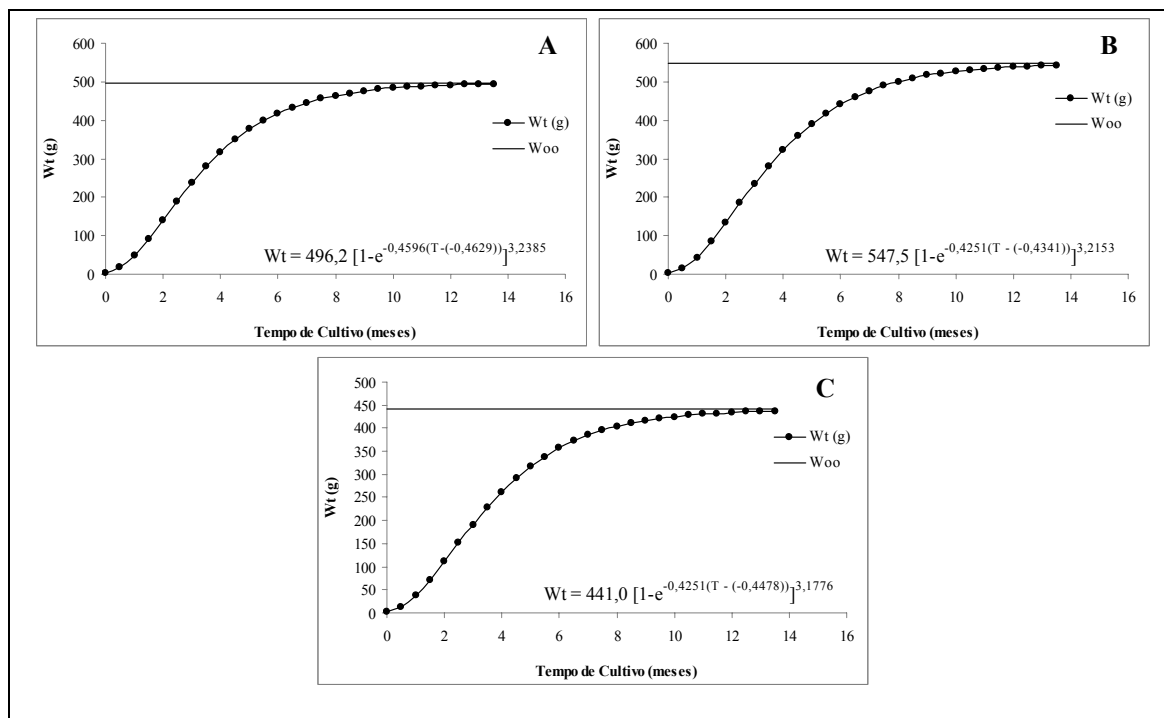 A
600
500
400
300
200
100
0
Wt (g)
Wt (g)
Woo
Wt = 496,2 [1-e^-0,4596(T-(-0,4629))]^3,2385
0 2 4 6 8 10 12 14 16
Tempo de Cultivo (meses)
B
600
500
400
300
200
100
0
Wt (g)
Wt (g)
Woo
Wt = 547,5 [1-e^-0,4251(T - (-0,4341))]^3,2153
0 2 4 6 8 10 12 14 16
Tempo de Cultivo (meses)
C
500
450
400
350
300
250
200
150
100
50
0
Wt (g)
Wt (g)
Woo
Wt = 441,0 [1-e^-0,4251(T - (-0,4478))]^3,1776
0 2 4 6 8 10 12 14 16
Tempo de Cultivo (meses)